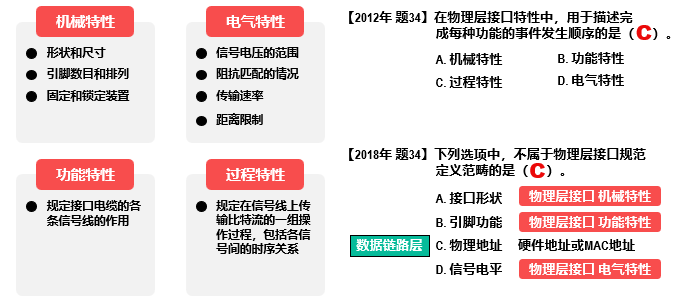 机械特性
形状和尺寸
引脚数目和排列
固定和锁定装置
电气特性
信号电压的范围
阻抗匹配的情况
传输速率
距离限制
功能特性
规定接口电缆的各
条信号线的作用
过程特性
规定在信号线上传
输比特流的一组操
作过程，包括各信
号间的时序关系
【2012年 题34】在物理层接口特性中，用于描述完
成每种功能的事件发生顺序的是（C）。
A. 机械特性
B. 功能特性
C. 过程特性
D. 电气特性
【2018年 题34】下列选项中，不属于物理层接口规范
定义范畴的是（C）。
A. 接口形状 物理层接口 机械特性
B. 引脚功能 物理层接口 功能特性
数据链路层 C. 物理地址 硬件地址或MAC地址
D. 信号电平 物理层接口 电气特性